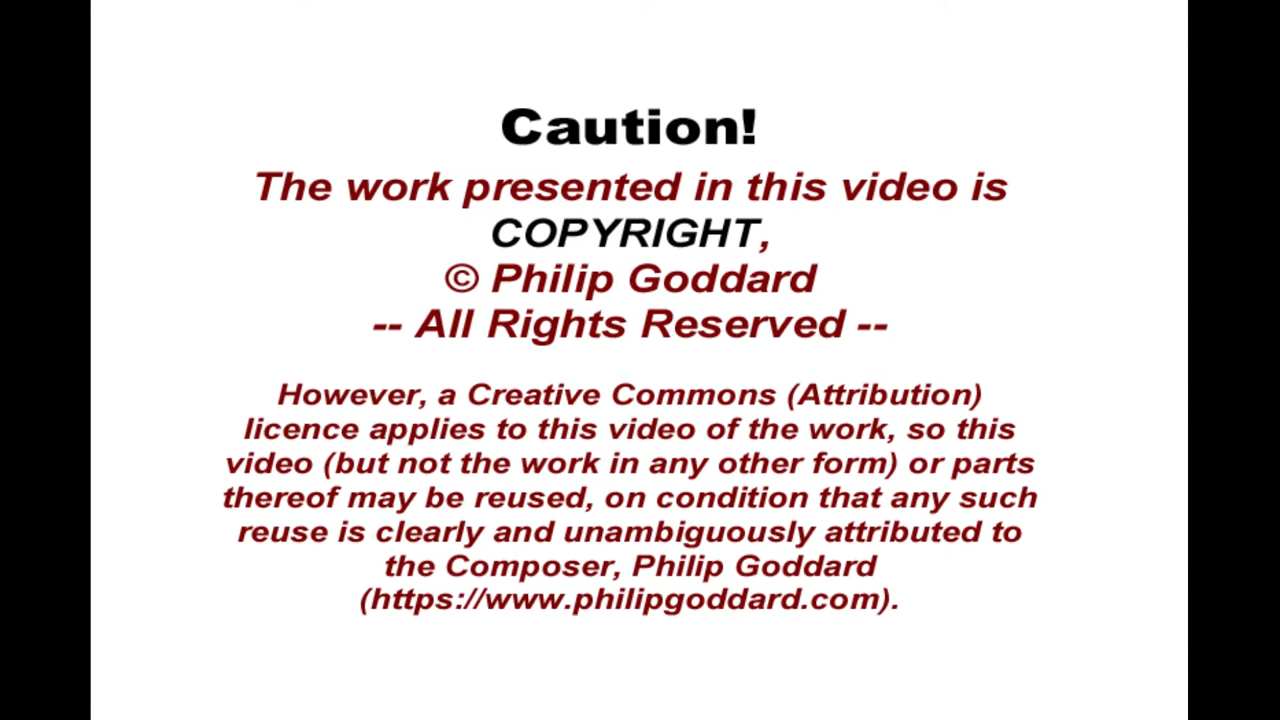 Caution!
The work presented in this video is
COPYRIGHT,
© Philip Goddard
-- All Rights Reserved --
However, a Creative Commons (Attribution)
licence applies to this video of the work, so this
video (but not the work in any other form) or parts
thereof may be reused, on condition that any such
reuse is clearly and unambiguously attributed to
the Composer, Philip Goddard
(https://www.philipgoddard.com).